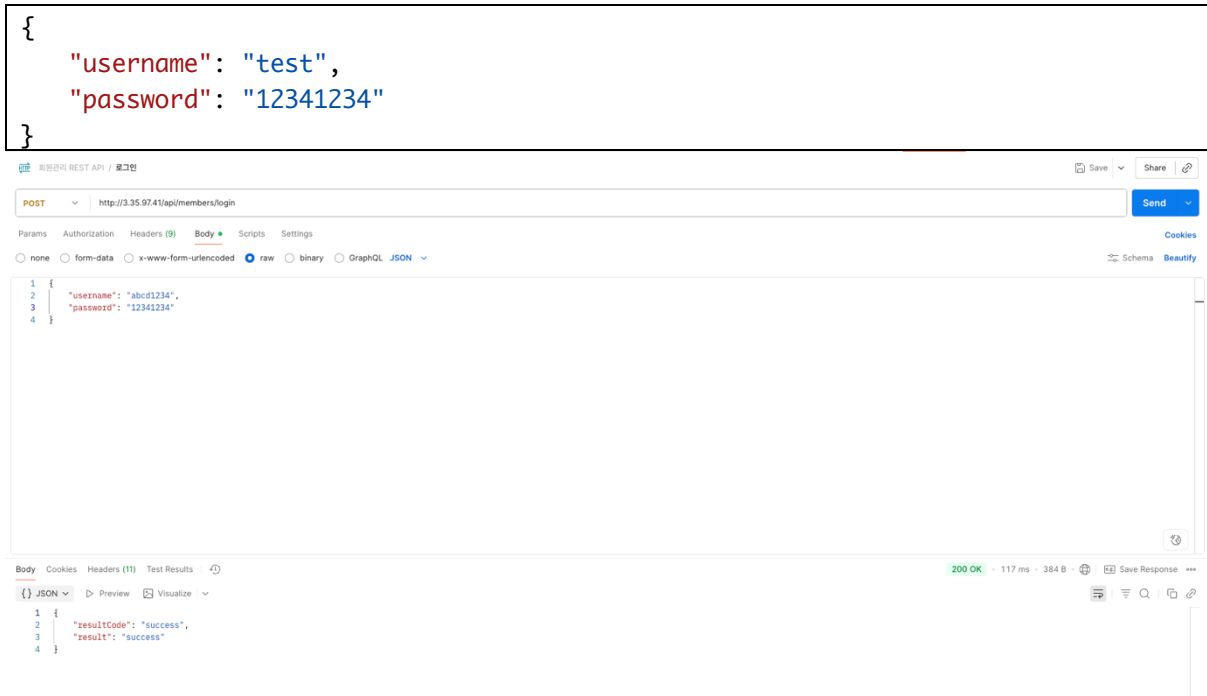 {
"username": "test",
"password": "12341234"
}
HTTP 회원관리 REST API / 로그인 Save Share
POST http://3.35.97.41/api/members/login Send
Params Authorization Headers (9) Body Scripts Settings Cookies
none form-data x-www-form-urlencoded raw binary GraphQL JSON Schema Beautify
1 {
2 "username": "abcd1234",
3 "password": "12341234"
4 }
Body Cookies Headers (11) Test Results 200 OK 117 ms 384 B Save Response
{} JSON Preview Visualize
1 {
2 "resultCode": "success",
3 "result": "success"
4 }